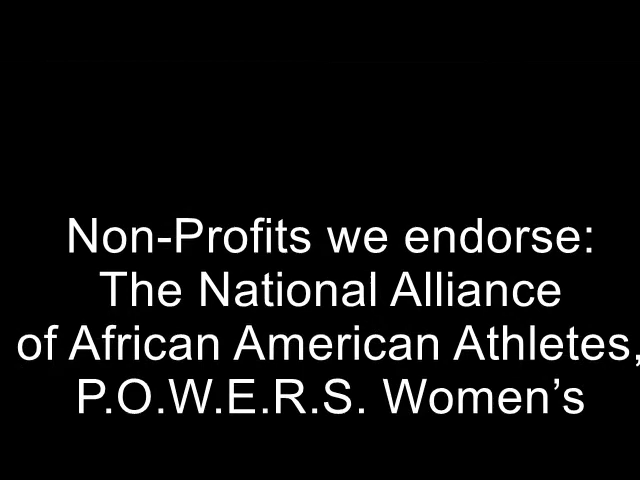 Non-Profits we endorse:
The National Alliance
of African American Athletes,
P.O.W.E.R.S. Women’s